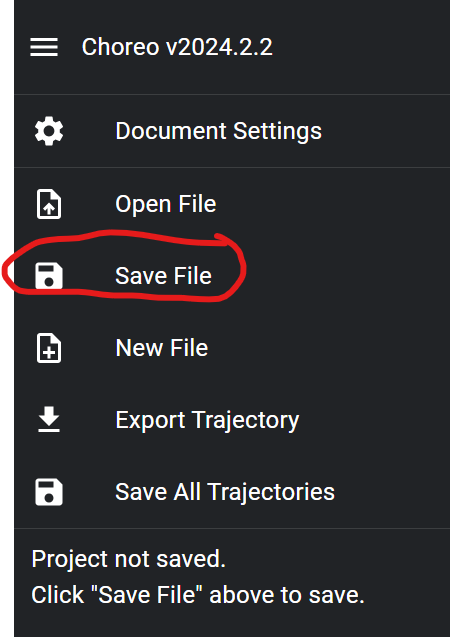 Choreo v2024.2.2
Document Settings
Open File
Save File
New File
Export Trajectory
Save All Trajectories
Project not saved.
Click "Save File" above to save.